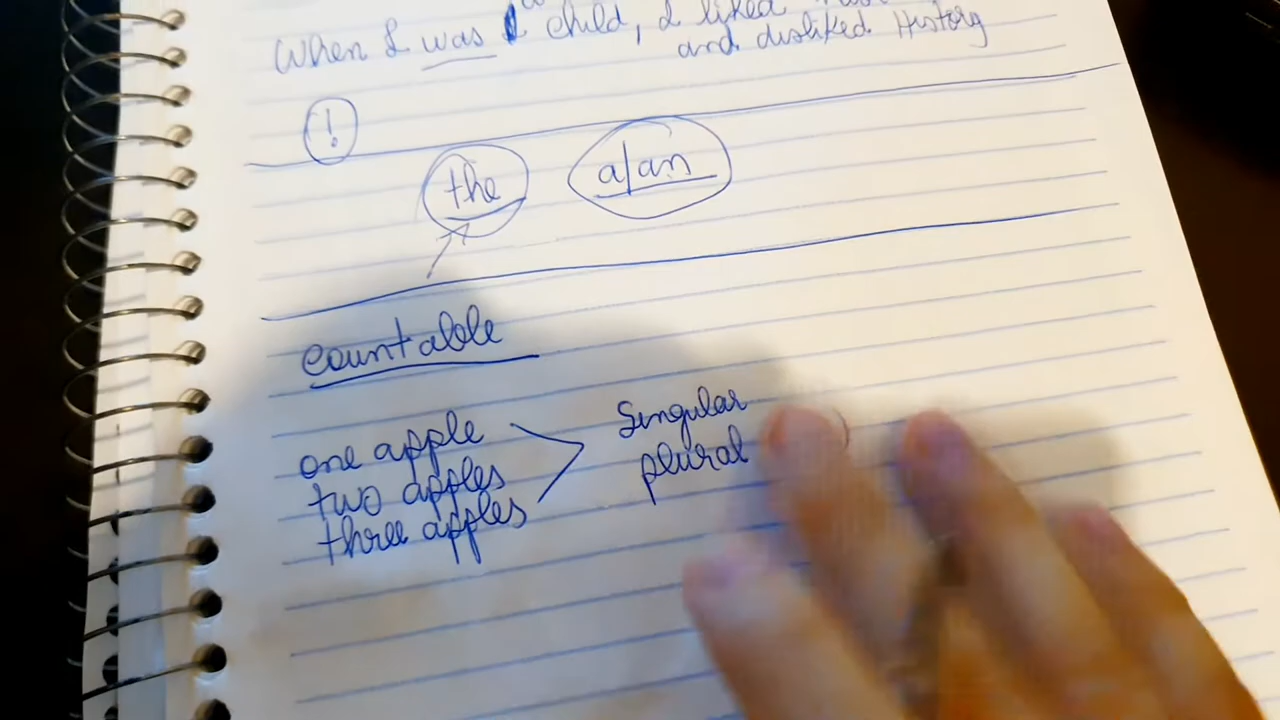 When I was a child, I liked
and disliked History
!
the a/an
countable
one apple
two apples
three apples
Singular
plural